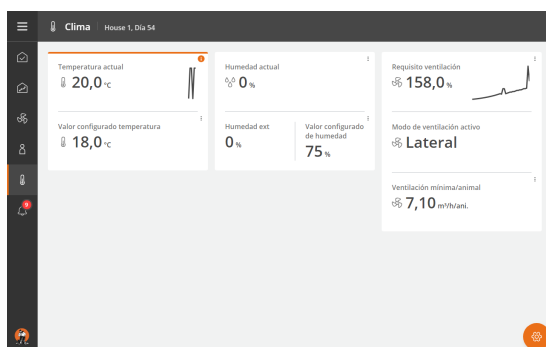 Clima House 1, Día 54
Temperatura actual
20,0 °C
Valor configurado temperatura
18,0 °C
Humedad actual
0 %
Humedad ext
0 %
Valor configurado
de humedad
75 %
Requisito ventilación
158,0 %
Modo de ventilación activo
Lateral
Ventilación mínima/animal
7,10 m³/h/ani.
9